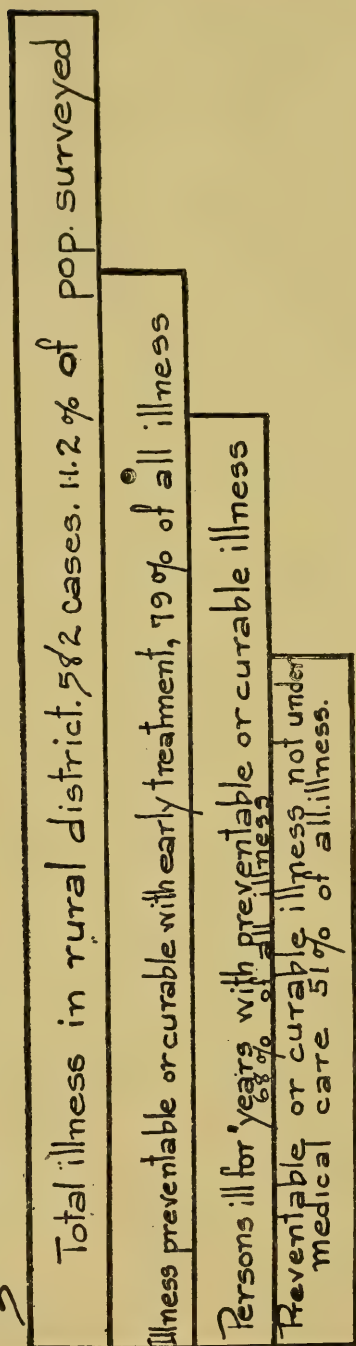 Total illness in rural district. 582 cases. 11.2% of pop. surveyed
Illness preventable or curable with early treatment, 79% of all illness
Persons ill for "years with preventable or curable illness
68% of all illness
Preventable or curable illness not under
medical care 51% of all illness.